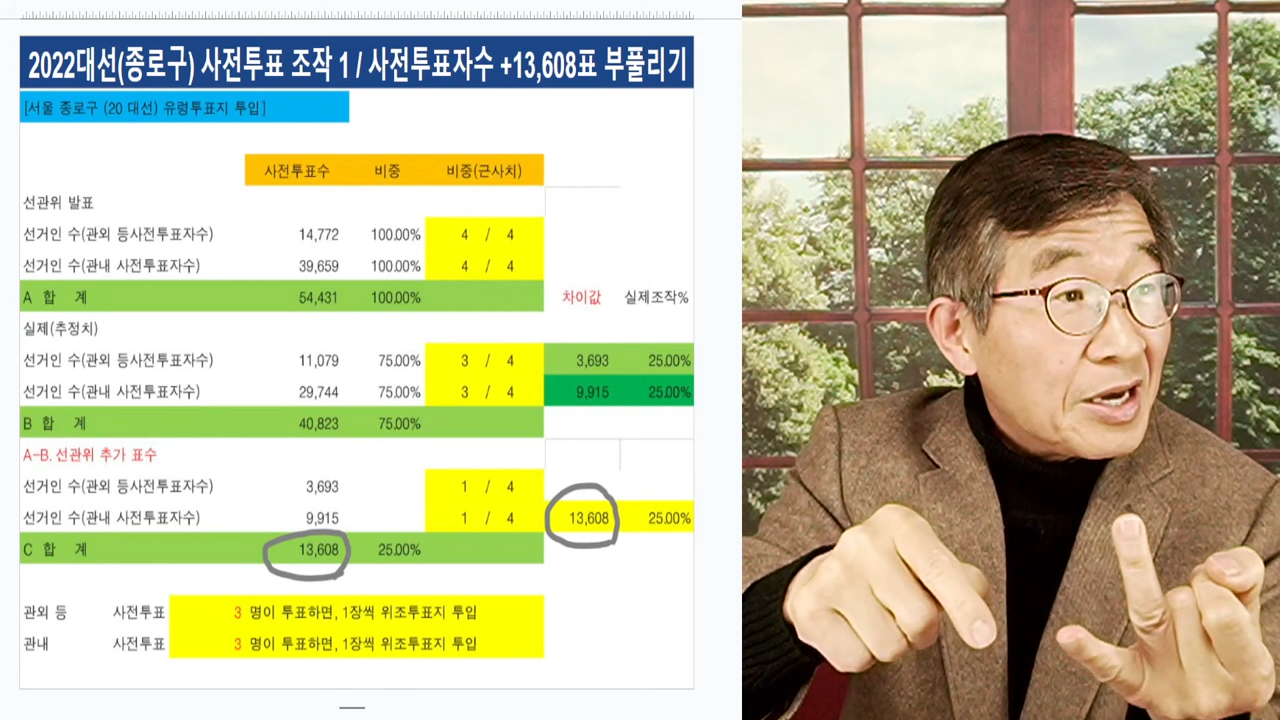 2022대선(종로구) 사전투표 조작 1 / 사전투표자수 +13,608표 부풀리기
[서울 종로구 (20 대선) 유령투표지 투입]
사전투표수 비중 비중(근사치)
선관위 발표
선거인 수(관외 등사전투표자수) 14,772 100.00% 4 / 4
선거인 수(관내 사전투표자수) 39,659 100.00% 4 / 4
A 합 계 54,431 100.00% 차이값 실제조작%
실제(추정치)
선거인 수(관외 등사전투표자수) 11,079 75.00% 3 / 4 3,693 25.00%
선거인 수(관내 사전투표자수) 29,744 75.00% 3 / 4 9,915 25.00%
B 합 계 40,823 75.00%
A-B. 선관위 추가 표수
선거인 수(관외 등사전투표자수) 3,693 1 / 4
선거인 수(관내 사전투표자수) 9,915 1 / 4 13,608 25.00%
C 합 계 13,608 25.00%
관외 등 사전투표 3 명이 투표하면, 1장씩 위조투표지 투입
관내 사전투표 3 명이 투표하면, 1장씩 위조투표지 투입